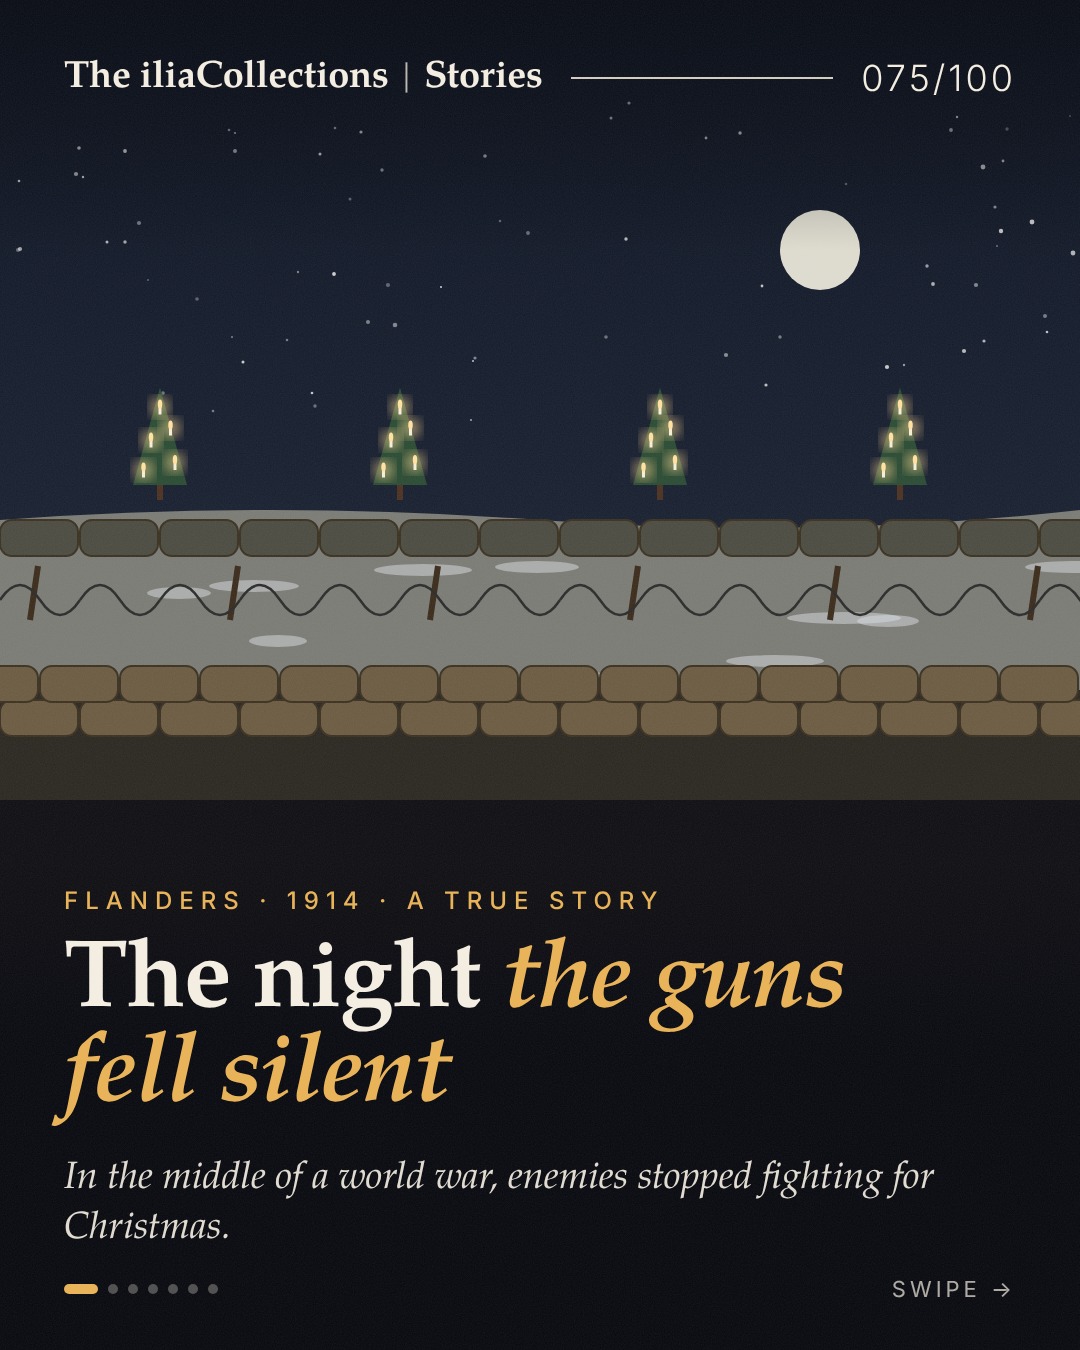 The iliaCollections | Stories
075/100
FLANDERS · 1914 · A TRUE STORY
The night the guns
fell silent
In the middle of a world war, enemies stopped fighting for
Christmas.
SWIPE →